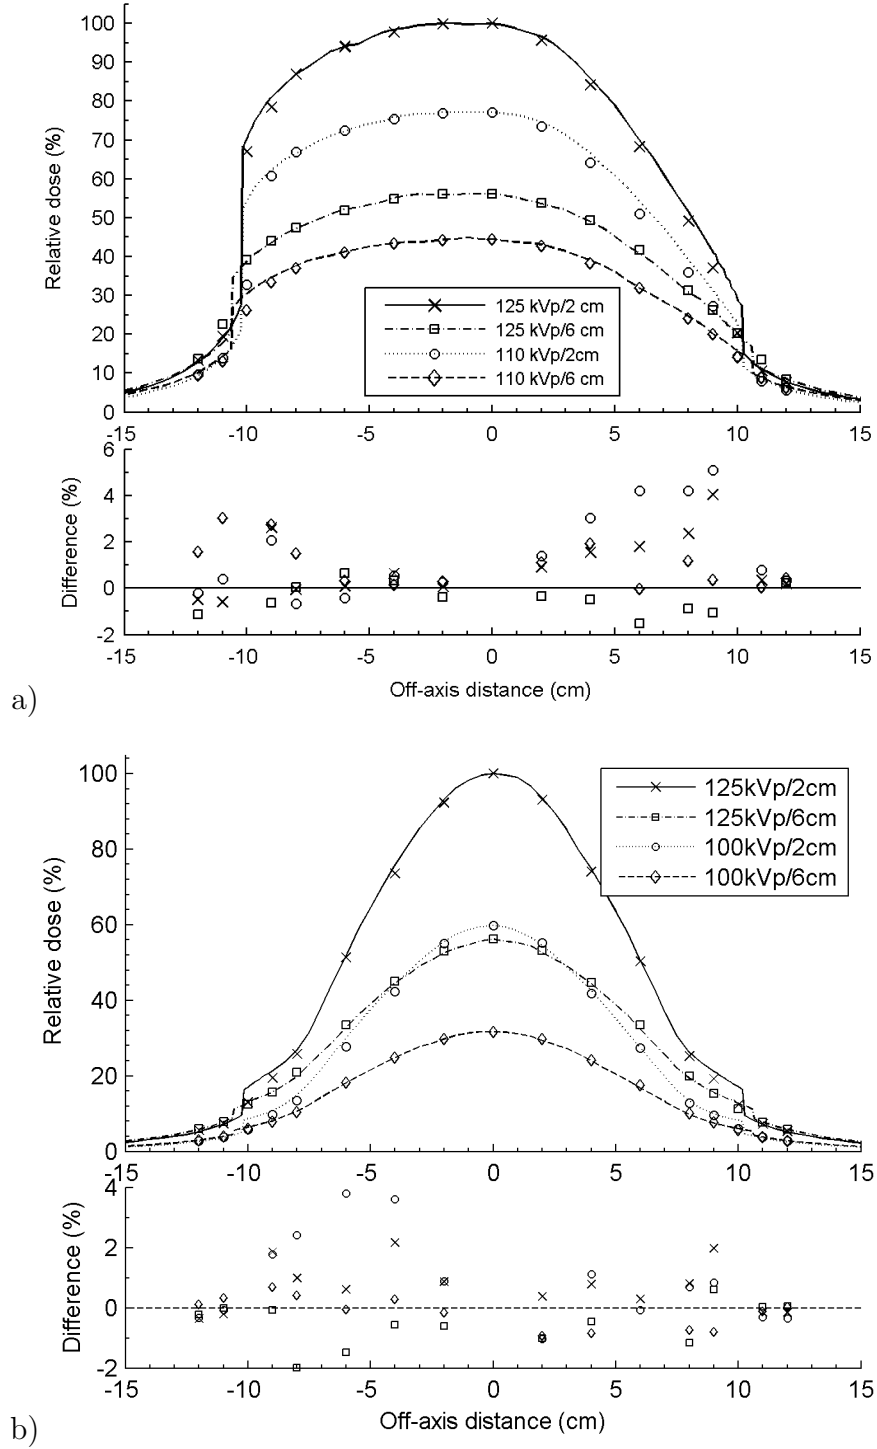 100
90
80
70
60
50
40
30
20
10
0
Relative dose (%)
125 kVp/2 cm
125 kVp/6 cm
110 kVp/2cm
110 kVp/6 cm
-15 -10 -5 0 5 10 15
6
4
2
0
-2
Difference (%)
-15 -10 -5 0 5 10 15
Off-axis distance (cm)
a)
100
80
60
40
20
0
Relative dose (%)
125kVp/2cm
125kVp/6cm
100kVp/2cm
100kVp/6cm
-15 -10 -5 0 5 10 15
4
2
0
-2
Difference (%)
-15 -10 -5 0 5 10 15
Off-axis distance (cm)
b)